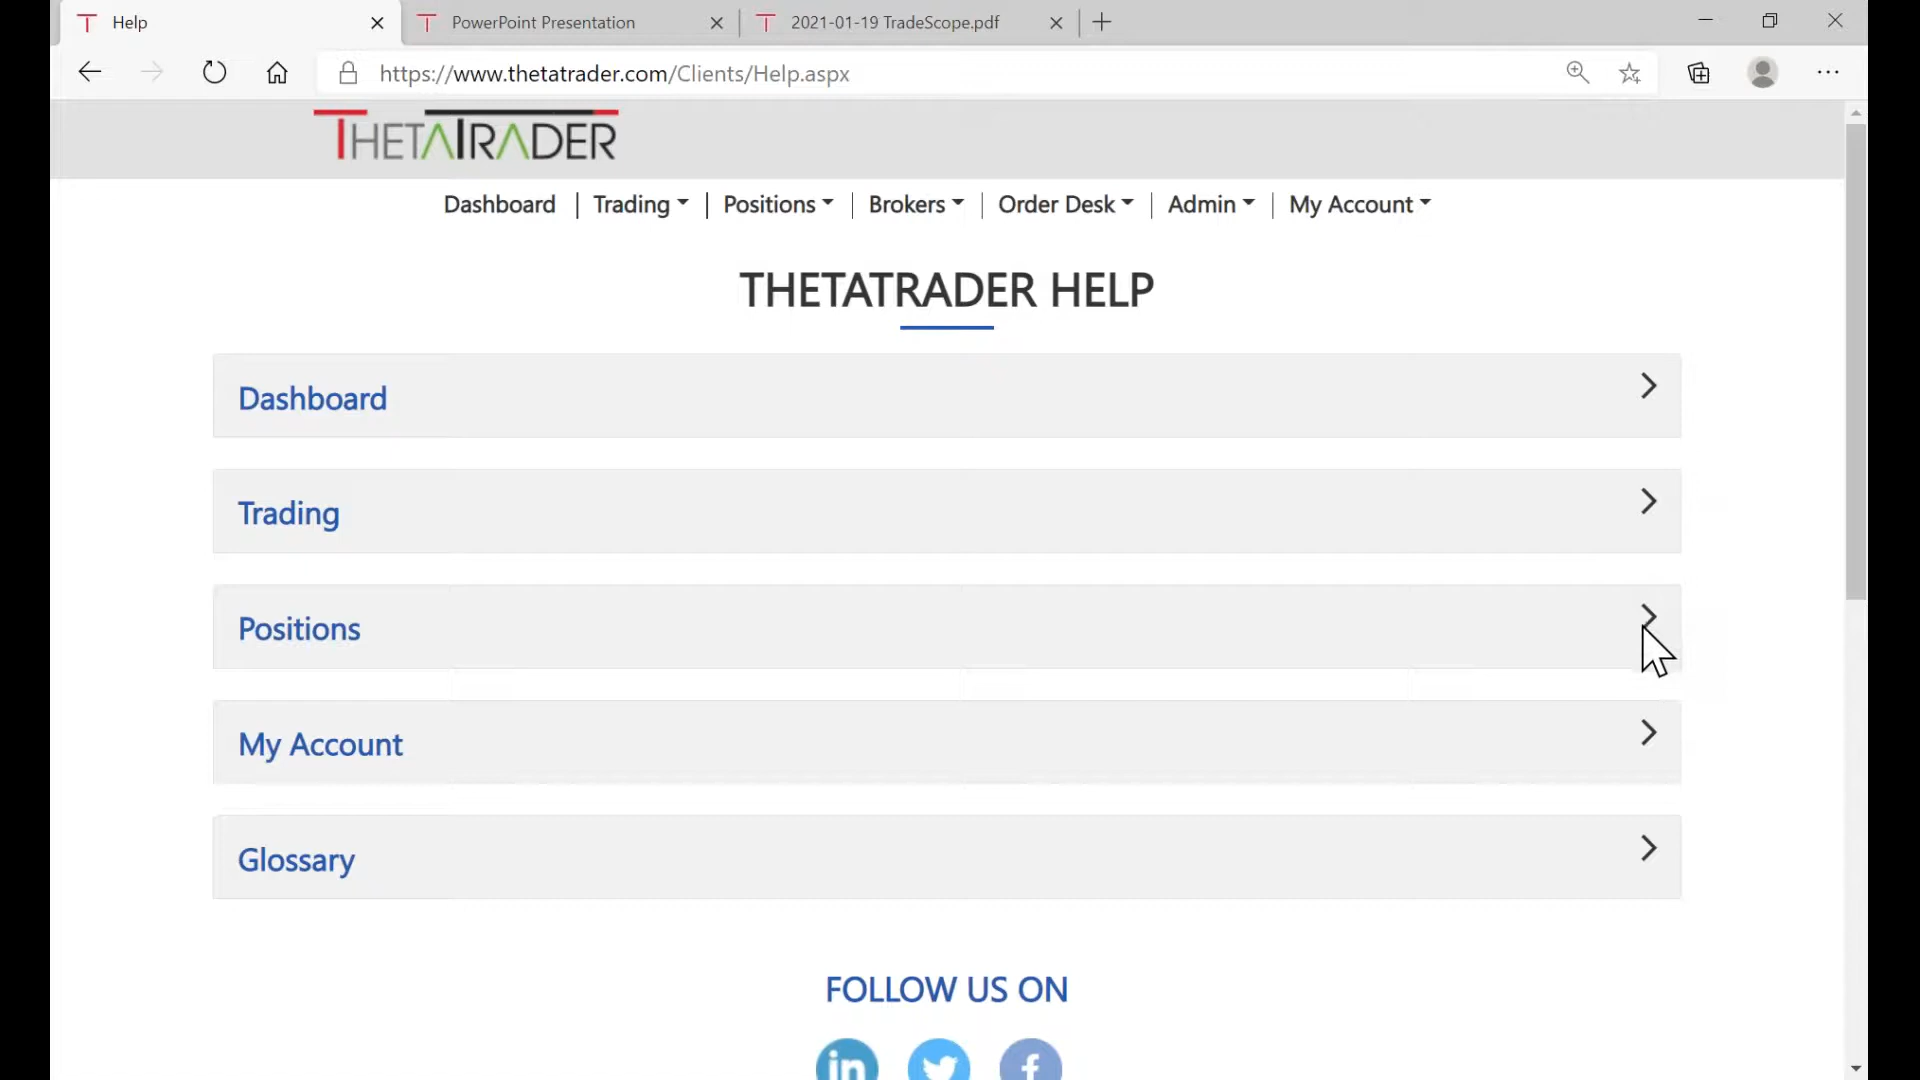 Help
PowerPoint Presentation
2021-01-19 TradeScope.pdf
https://www.thetatrader.com/Clients/Help.aspx
THETATRADER
Dashboard
Trading
Positions
Brokers
Order Desk
Admin
My Account
THETATRADER HELP
Dashboard
Trading
Positions
My Account
Glossary
FOLLOW US ON
in
f